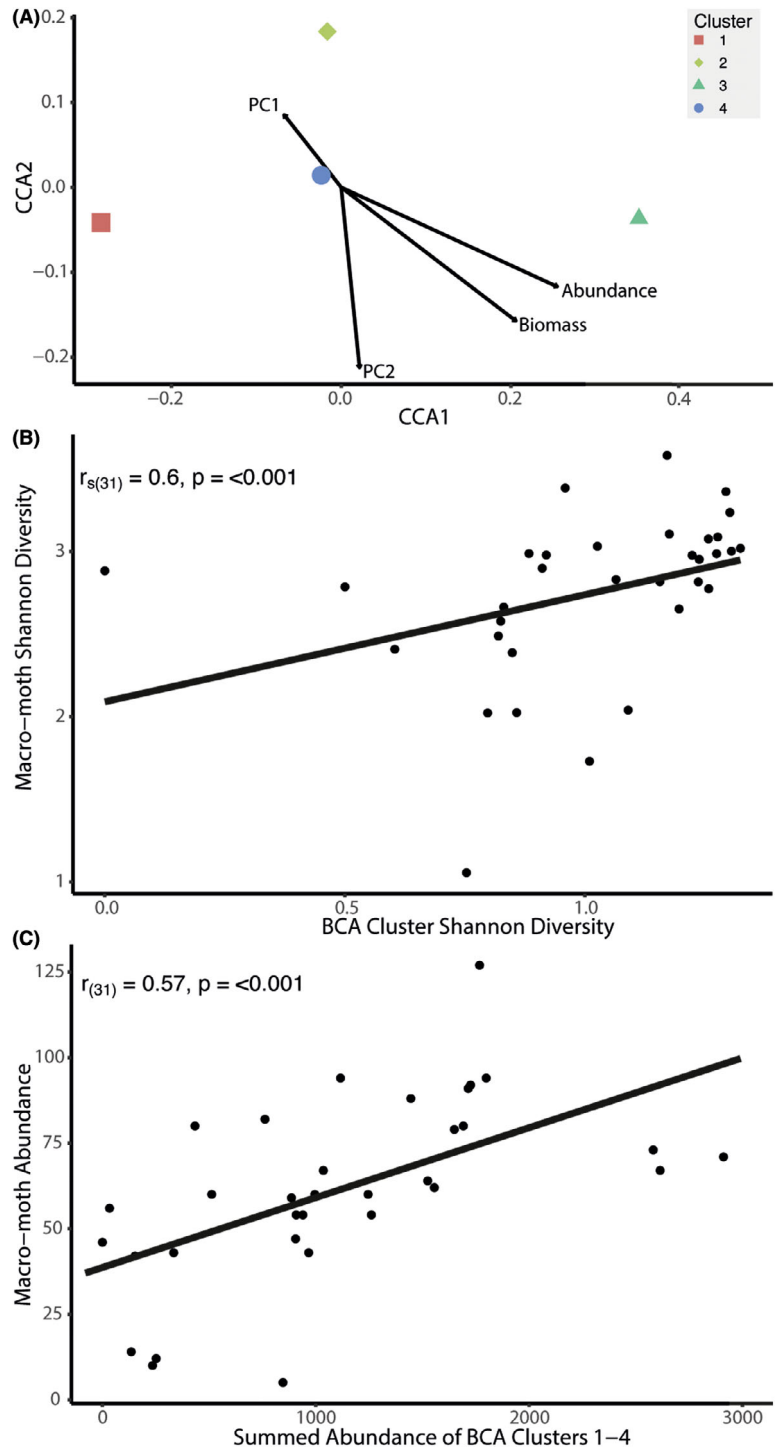 (A)
0.2
0.1
0.0
−0.1
−0.2
CCA2
PC1
Abundance
Biomass
PC2
Cluster
1
2
3
4
−0.2
0.0
0.2
0.4
CCA1
(B)
rs(31) = 0.6, p = <0.001
3
2
1
Macro−moth Shannon Diversity
0.0
0.5
1.0
BCA Cluster Shannon Diversity
(C)
r(31) = 0.57, p = <0.001
125
100
75
50
25
0
Macro−moth Abundance
0
1000
2000
3000
Summed Abundance of BCA Clusters 1−4